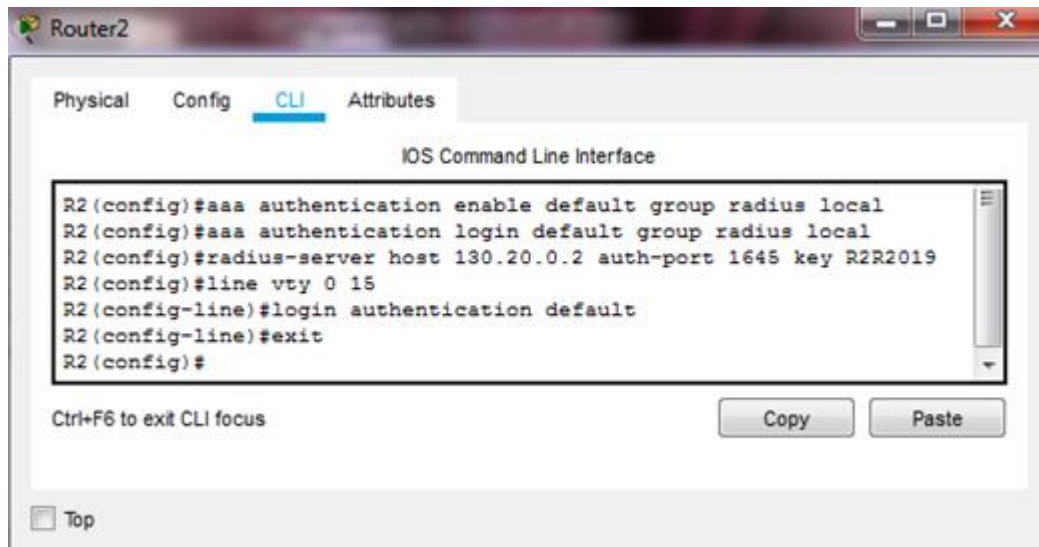 Router2
Physical Config CLI Attributes
IOS Command Line Interface
R2(config)#aaa authentication enable default group radius local
R2(config)#aaa authentication login default group radius local
R2(config)#radius-server host 130.20.0.2 auth-port 1645 key R2R2019
R2(config)#line vty 0 15
R2(config-line)#login authentication default
R2(config-line)#exit
R2(config)#
Ctrl+F6 to exit CLI focus
Copy Paste
Top